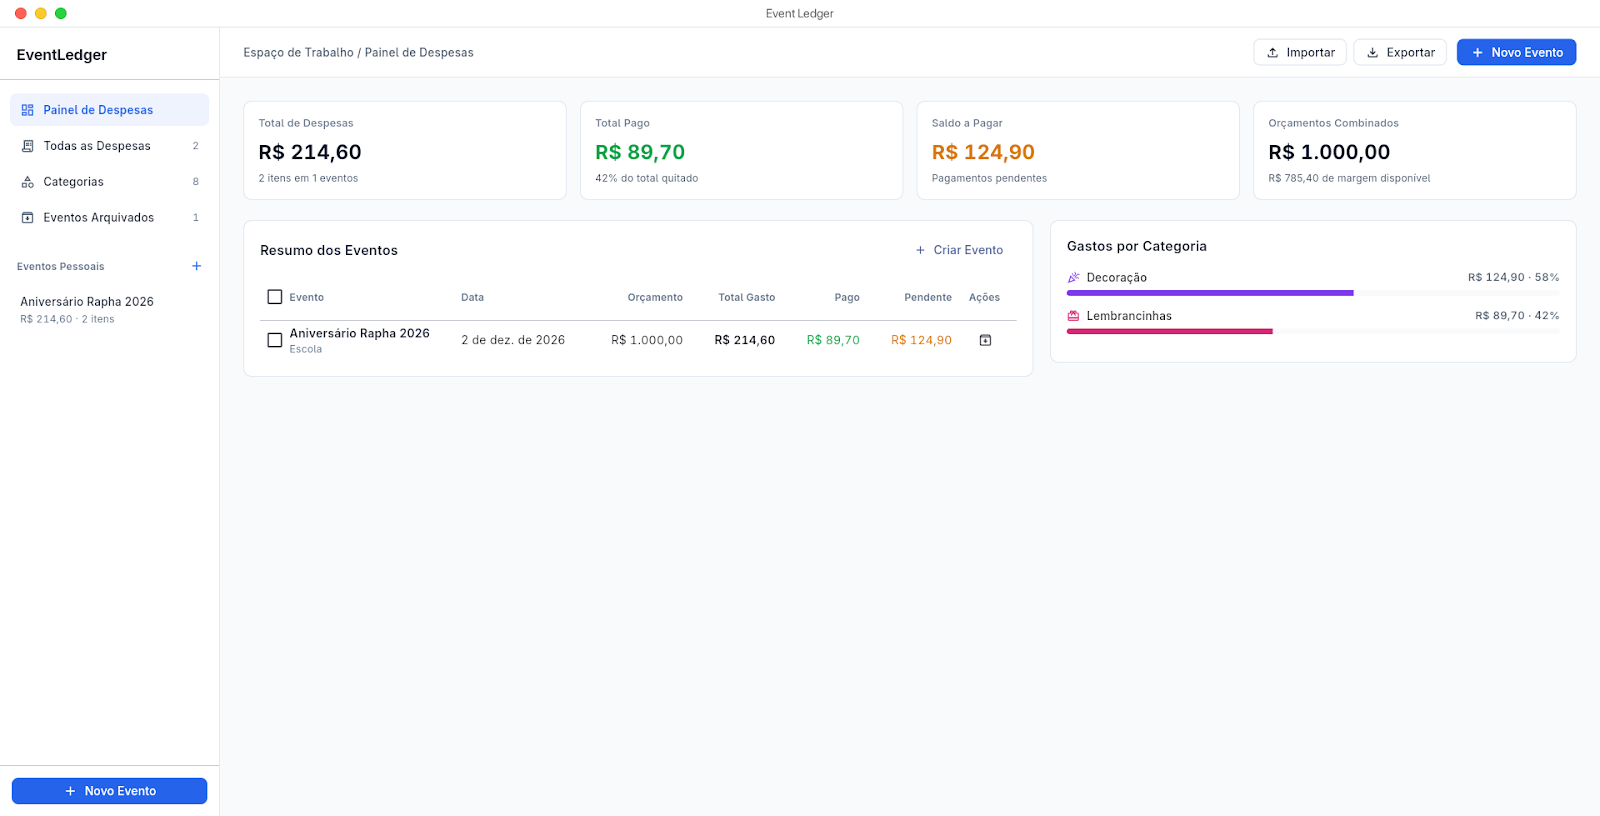 Event Ledger
EventLedger
Espaço de Trabalho / Painel de Despesas
Importar
Exportar
+ Novo Evento
Painel de Despesas
Todas as Despesas 2
Categorias 8
Eventos Arquivados 1
Eventos Pessoais +
Aniversário Rapha 2026
R$ 214,60 · 2 itens
+ Novo Evento
Total de Despesas
R$ 214,60
2 itens em 1 eventos
Total Pago
R$ 89,70
42% do total quitado
Saldo a Pagar
R$ 124,90
Pagamentos pendentes
Orçamentos Combinados
R$ 1.000,00
R$ 785,40 de margem disponível
Resumo dos Eventos
+ Criar Evento
Evento Data Orçamento Total Gasto Pago Pendente Ações
Aniversário Rapha 2026 2 de dez. de 2026 R$ 1.000,00 R$ 214,60 R$ 89,70 R$ 124,90
Escola
Gastos por Categoria
Decoração R$ 124,90 · 58%
Lembrancinhas R$ 89,70 · 42%